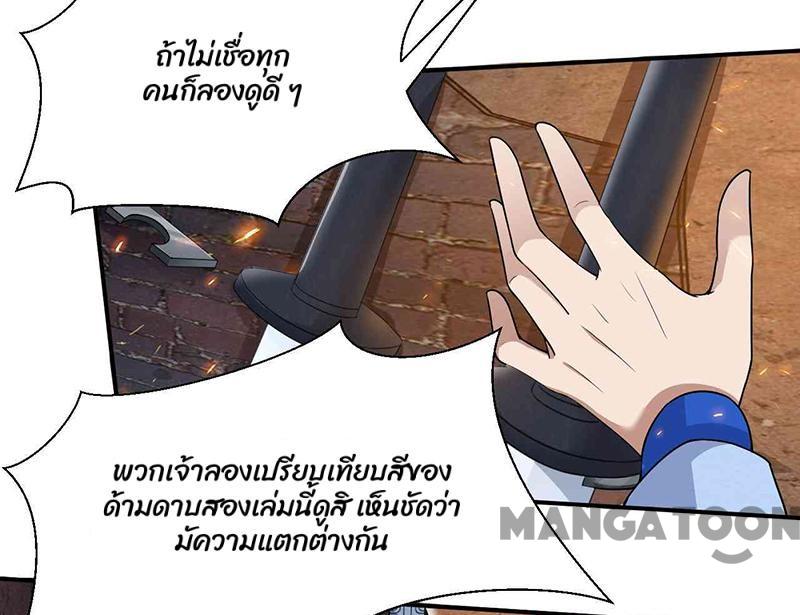 ถ้าไม่เชื่อทุก
คนก็ลองดูดี ๆ
พวกเจ้าลองเปรียบเทียบสีของ
ด้ามดาบสองเล่มนี้ดูสิ เห็นชัดว่า
มัความแตกต่างกัน
MANGATOON